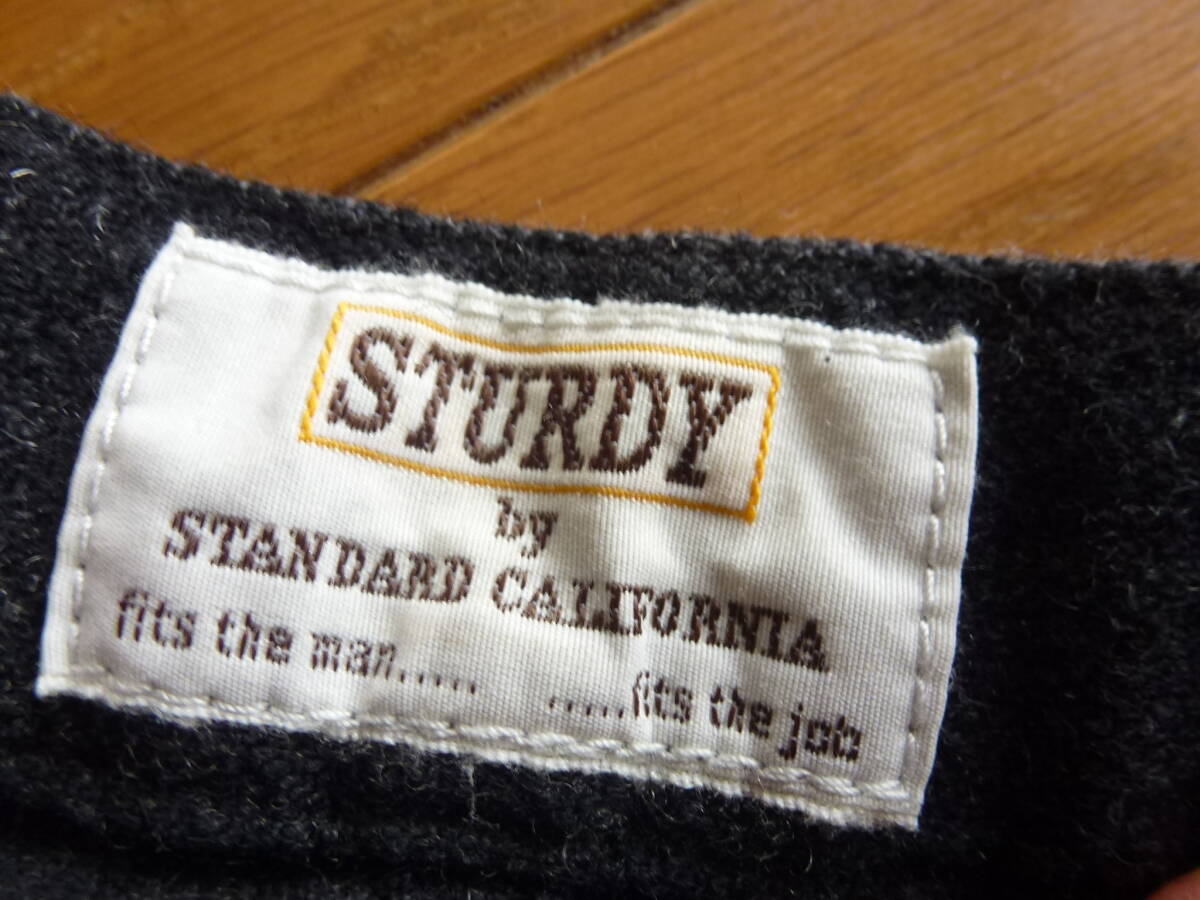 STURDY
by
STANDARD CALIFORNIA
fits the man..... .....fits the job